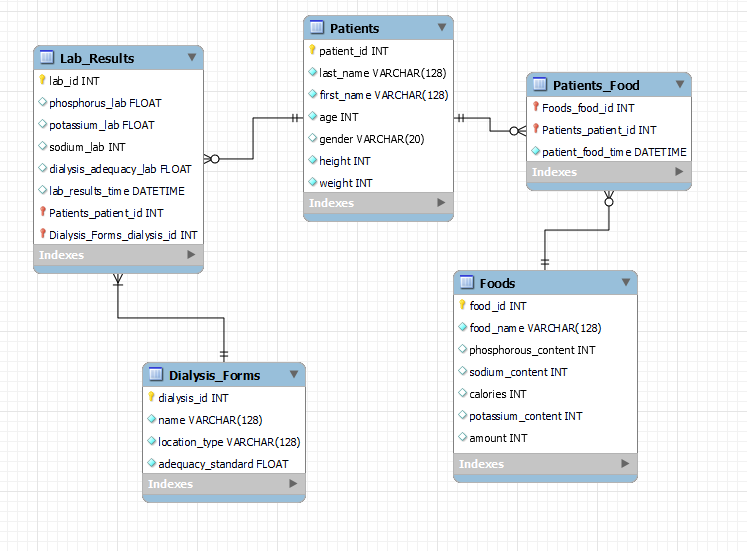 Patients
patient_id INT
last_name VARCHAR(128)
first_name VARCHAR(128)
age INT
gender VARCHAR(20)
height INT
weight INT
Indexes
Lab_Results
lab_id INT
phosphorus_lab FLOAT
potassium_lab FLOAT
sodium_lab INT
dialysis_adequacy_lab FLOAT
lab_results_time DATETIME
Patients_patient_id INT
Dialysis_Forms_dialysis_id INT
Indexes
Patients_Food
Foods_food_id INT
Patients_patient_id INT
patient_food_time DATETIME
Indexes
Foods
food_id INT
food_name VARCHAR(128)
phosphorous_content INT
sodium_content INT
calories INT
potassium_content INT
amount INT
Indexes
Dialysis_Forms
dialysis_id INT
name VARCHAR(128)
location_type VARCHAR(128)
adequacy_standard FLOAT
Indexes